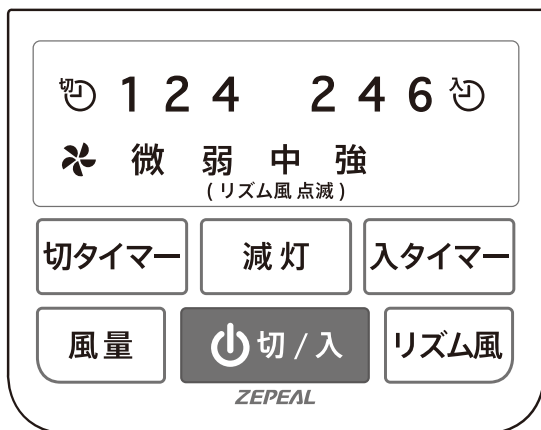 切 1 2 4 2 4 6 入
微 弱 中 強
(リズム風 点滅)
切タイマー 減灯 入タイマー
風量 切/入 リズム風
ZEPEAL